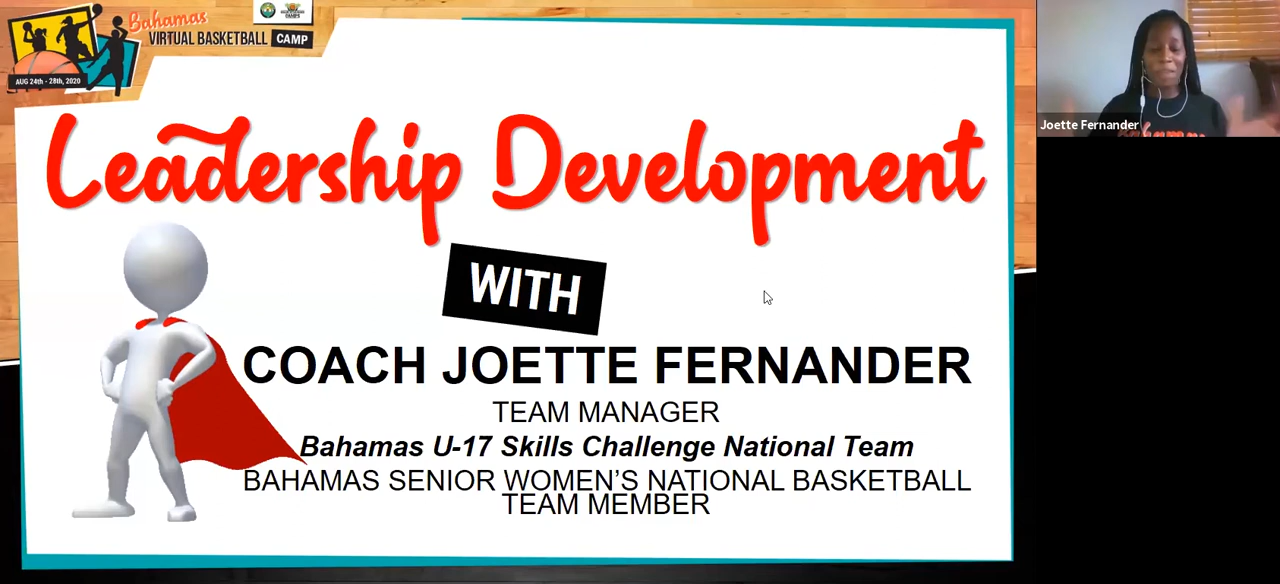 Bahamas
VIRTUAL BASKETBALL CAMP
AUG 24th - 28th, 2020
Leadership Development
WITH
COACH JOETTE FERNANDER
TEAM MANAGER
Bahamas U-17 Skills Challenge National Team
BAHAMAS SENIOR WOMEN'S NATIONAL BASKETBALL
TEAM MEMBER
Joette Fernander